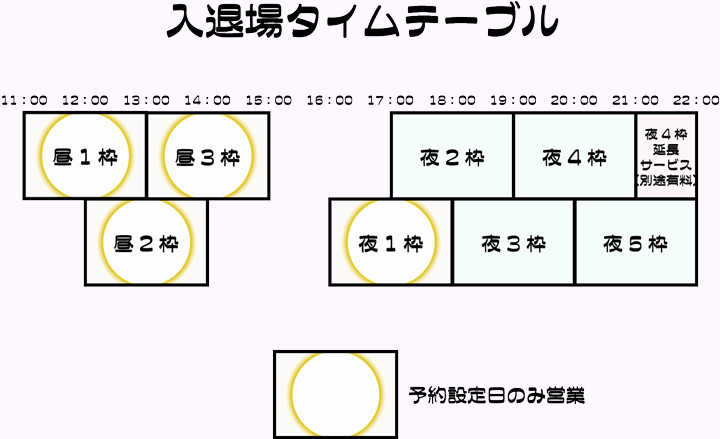 入退場タイムテーブル
11：00 12：00 13：00 14：00 15：00 16：00 17：00 18：00 19：00 20：00 21：00 22：00
昼１枠 昼３枠 夜２枠 夜４枠
夜４枠
延長
サービス
(別途有料)
昼２枠 夜１枠 夜３枠 夜５枠
予約設定日のみ営業